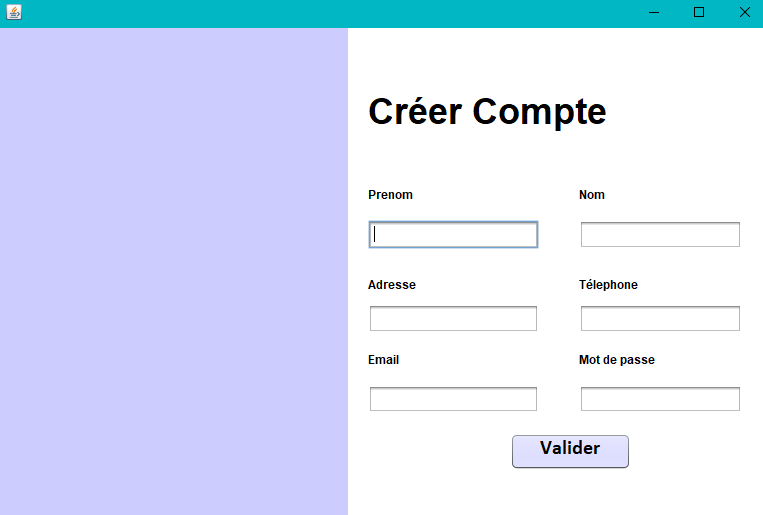 Créer Compte
Prenom
Nom
Adresse
Télephone
Email
Mot de passe
Valider